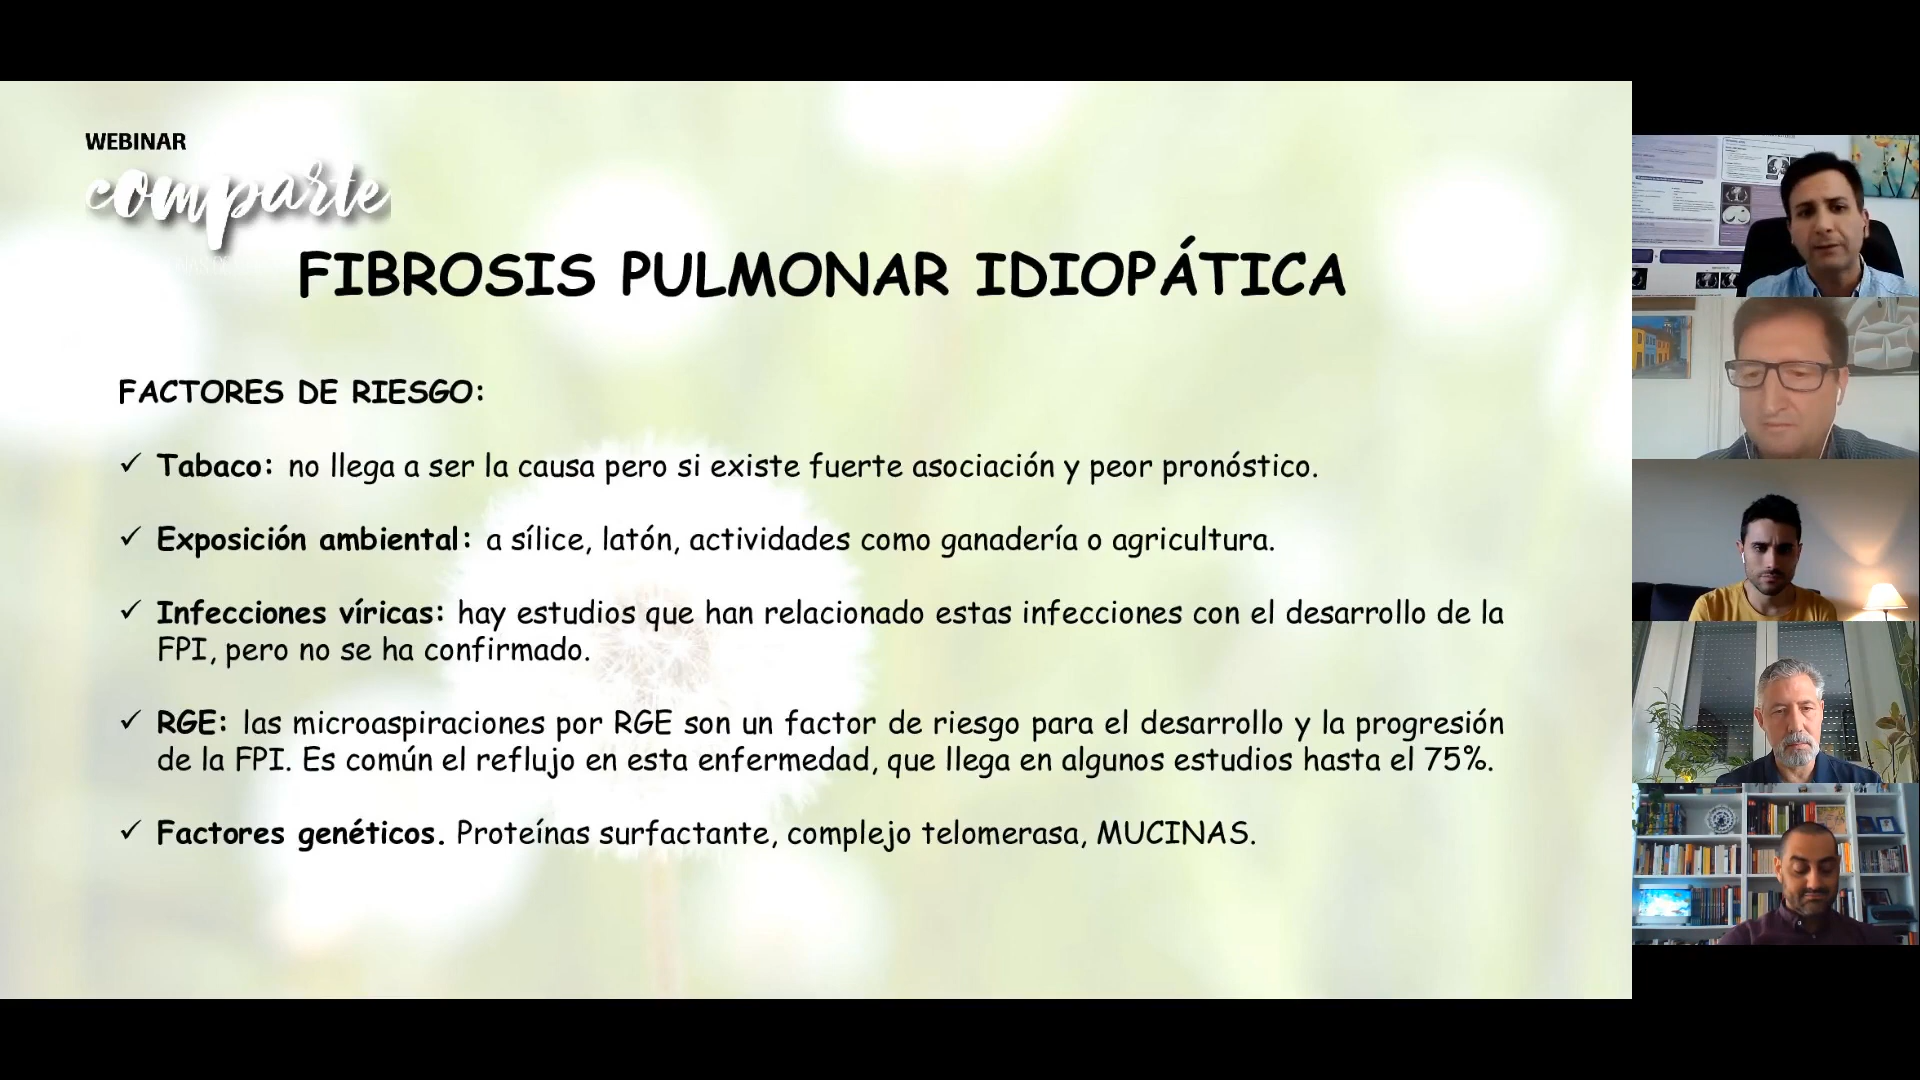 WEBINAR
comparte
FIBROSIS PULMONAR IDIOPÁTICA
FACTORES DE RIESGO:
✓ Tabaco: no llega a ser la causa pero si existe fuerte asociación y peor pronóstico.
✓ Exposición ambiental: a sílice, latón, actividades como ganadería o agricultura.
✓ Infecciones víricas: hay estudios que han relacionado estas infecciones con el desarrollo de la
FPI, pero no se ha confirmado.
✓ RGE: las microaspiraciones por RGE son un factor de riesgo para el desarrollo y la progresión
de la FPI. Es común el reflujo en esta enfermedad, que llega en algunos estudios hasta el 75%.
✓ Factores genéticos. Proteínas surfactante, complejo telomerasa, MUCINAS.